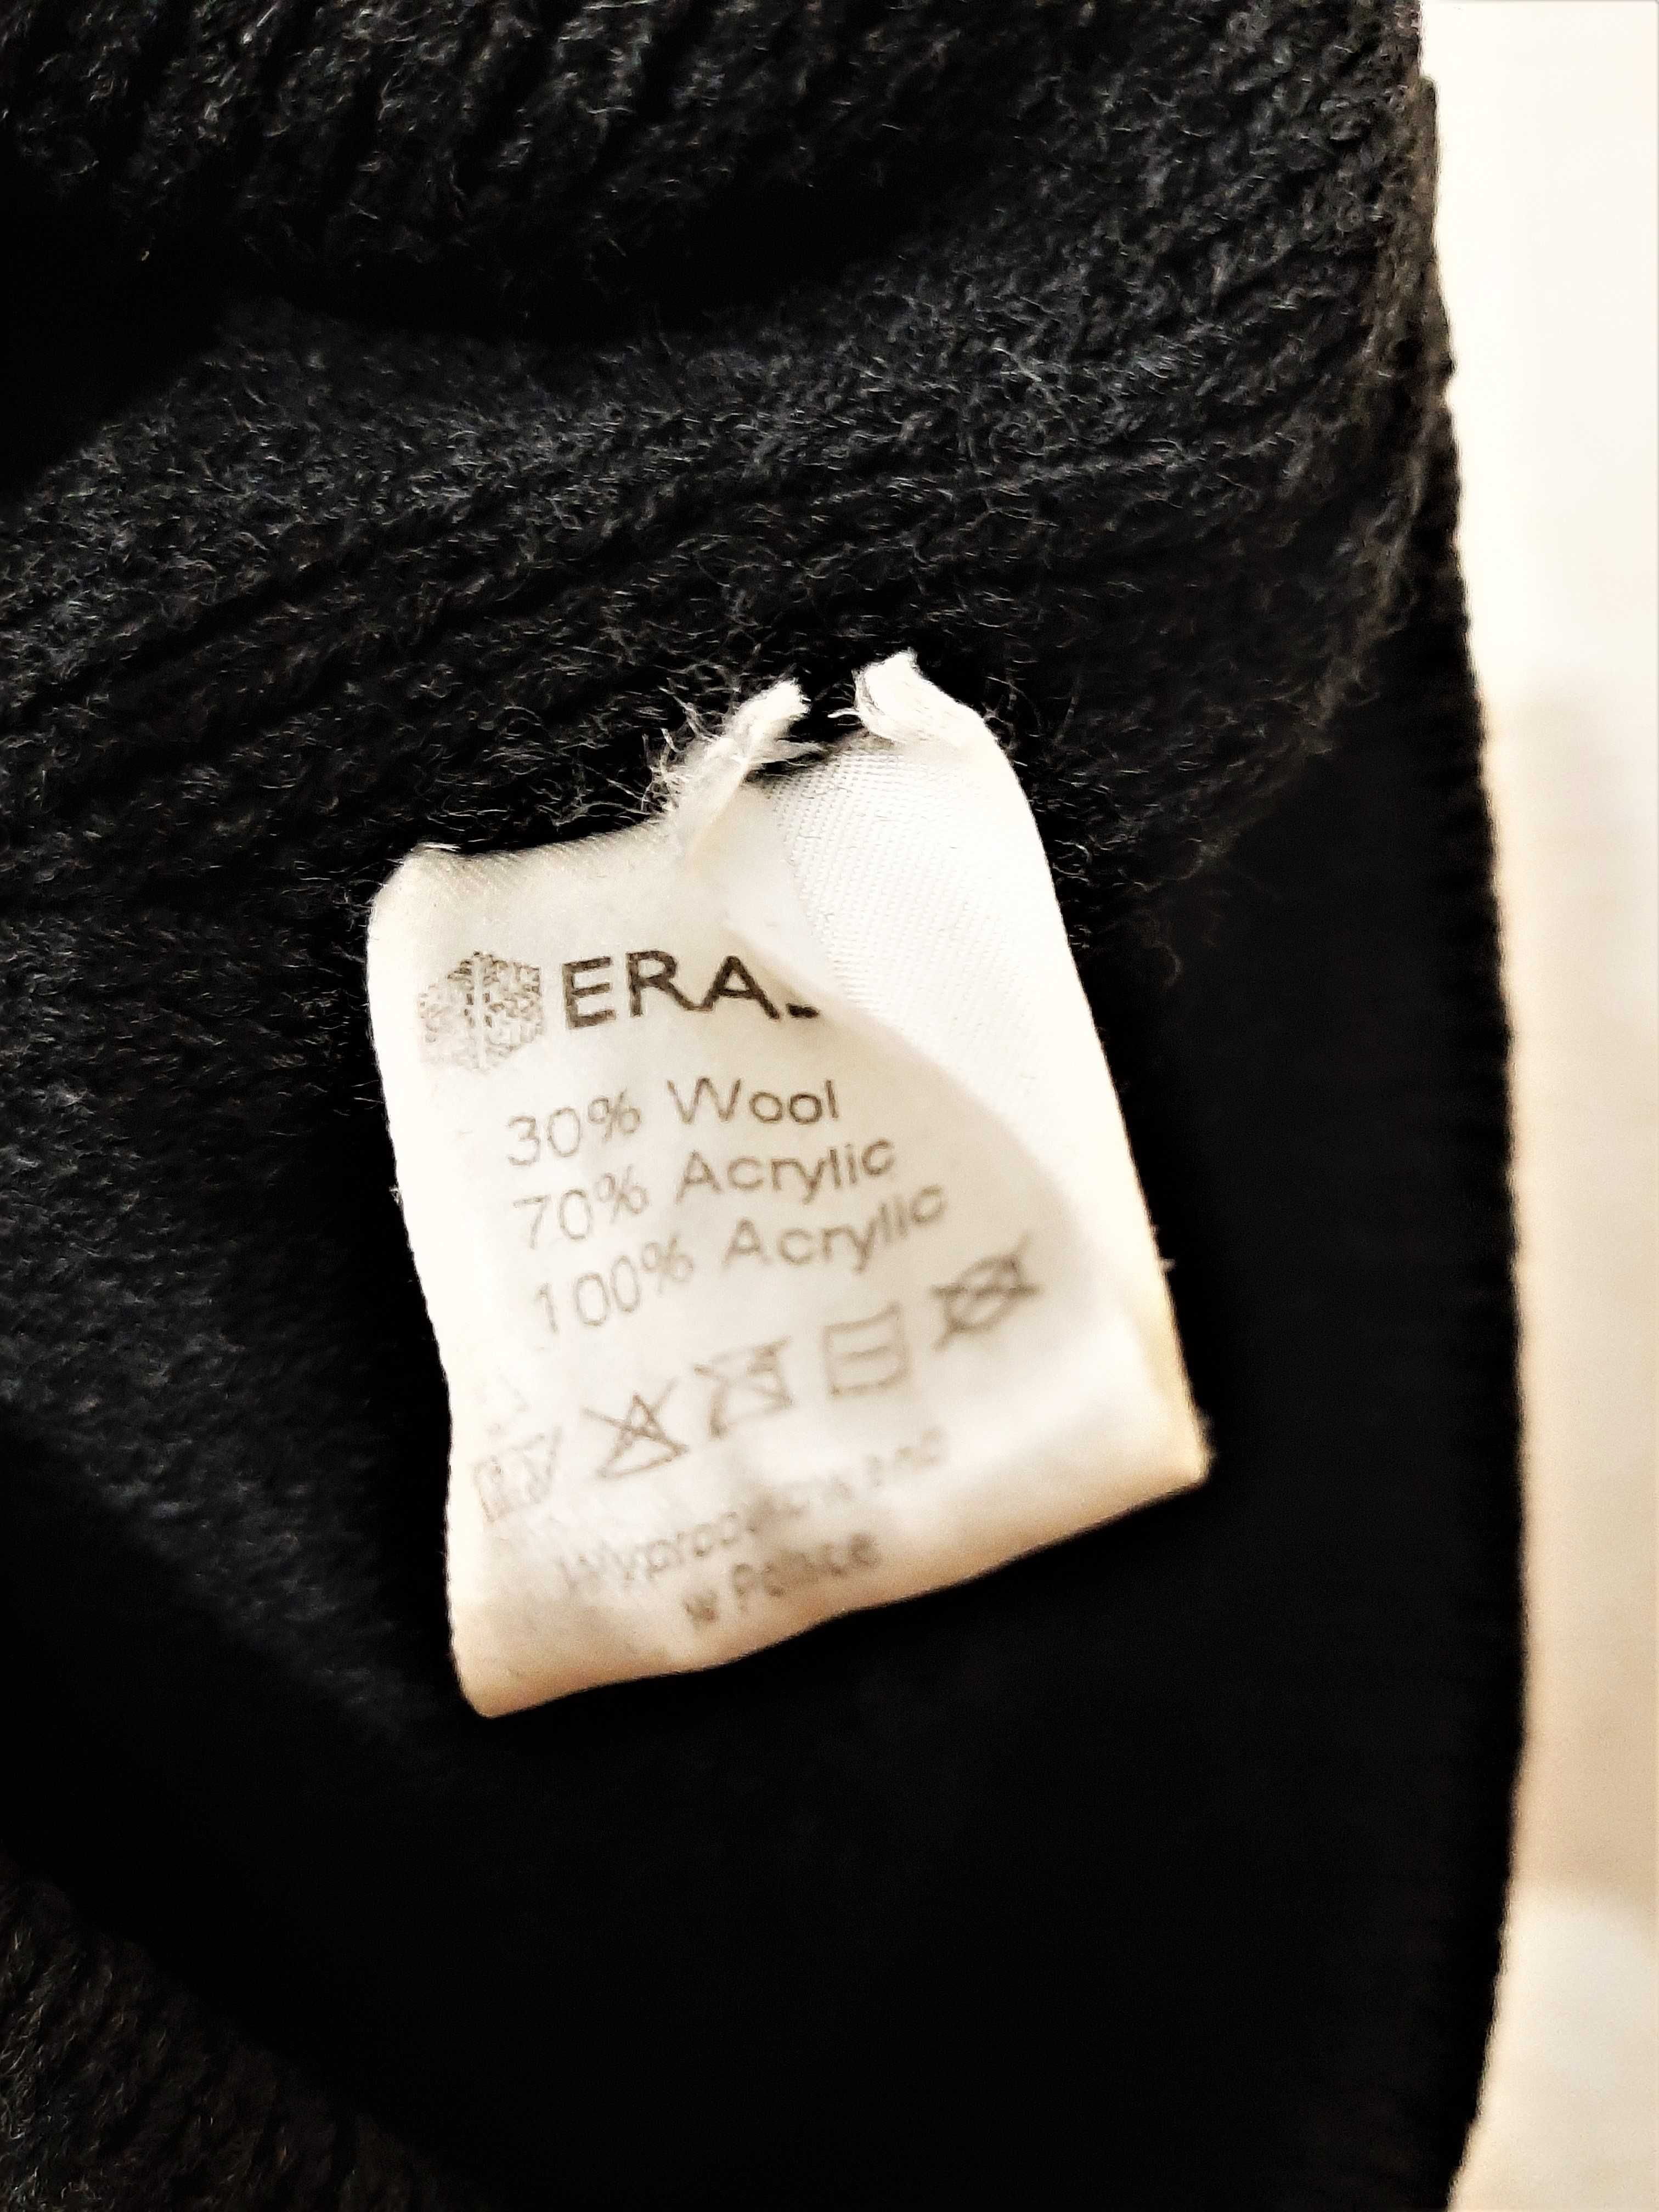 ERA
30% Wool
70% Acrylic
100% Acrylic
w Polsce